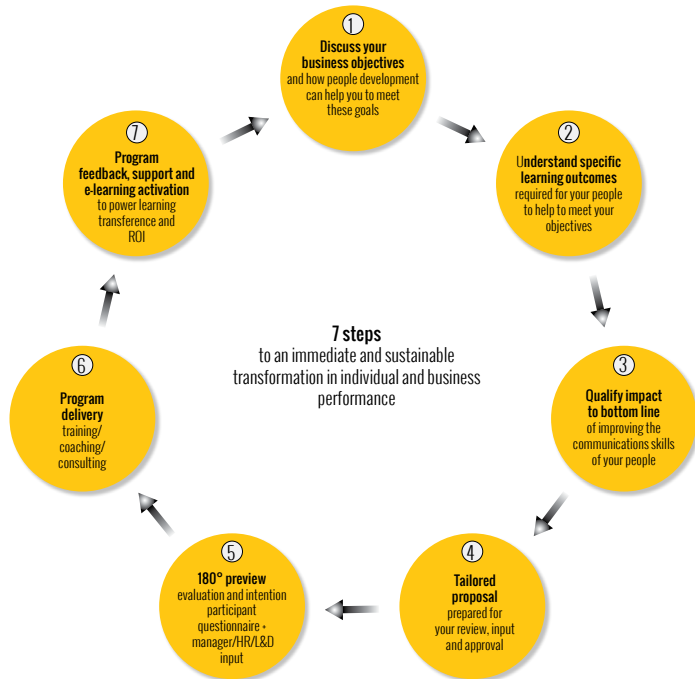 1
Discuss your
business objectives
and how people development
can help you to meet
these goals
2
Understand specific
learning outcomes
required for your people
to help to meet your
objectives
3
Qualify impact
to bottom line
of improving the
communications skills
of your people
4
Tailored
proposal
prepared for
your review, input
and approval
5
180° preview
evaluation and intention
participant
questionnaire +
manager/HR/L&D
input
6
Program
delivery
training/
coaching/
consulting
7
Program
feedback, support and
e-learning activation
to power learning
transference and
ROI
7 steps
to an immediate and sustainable
transformation in individual and business
performance